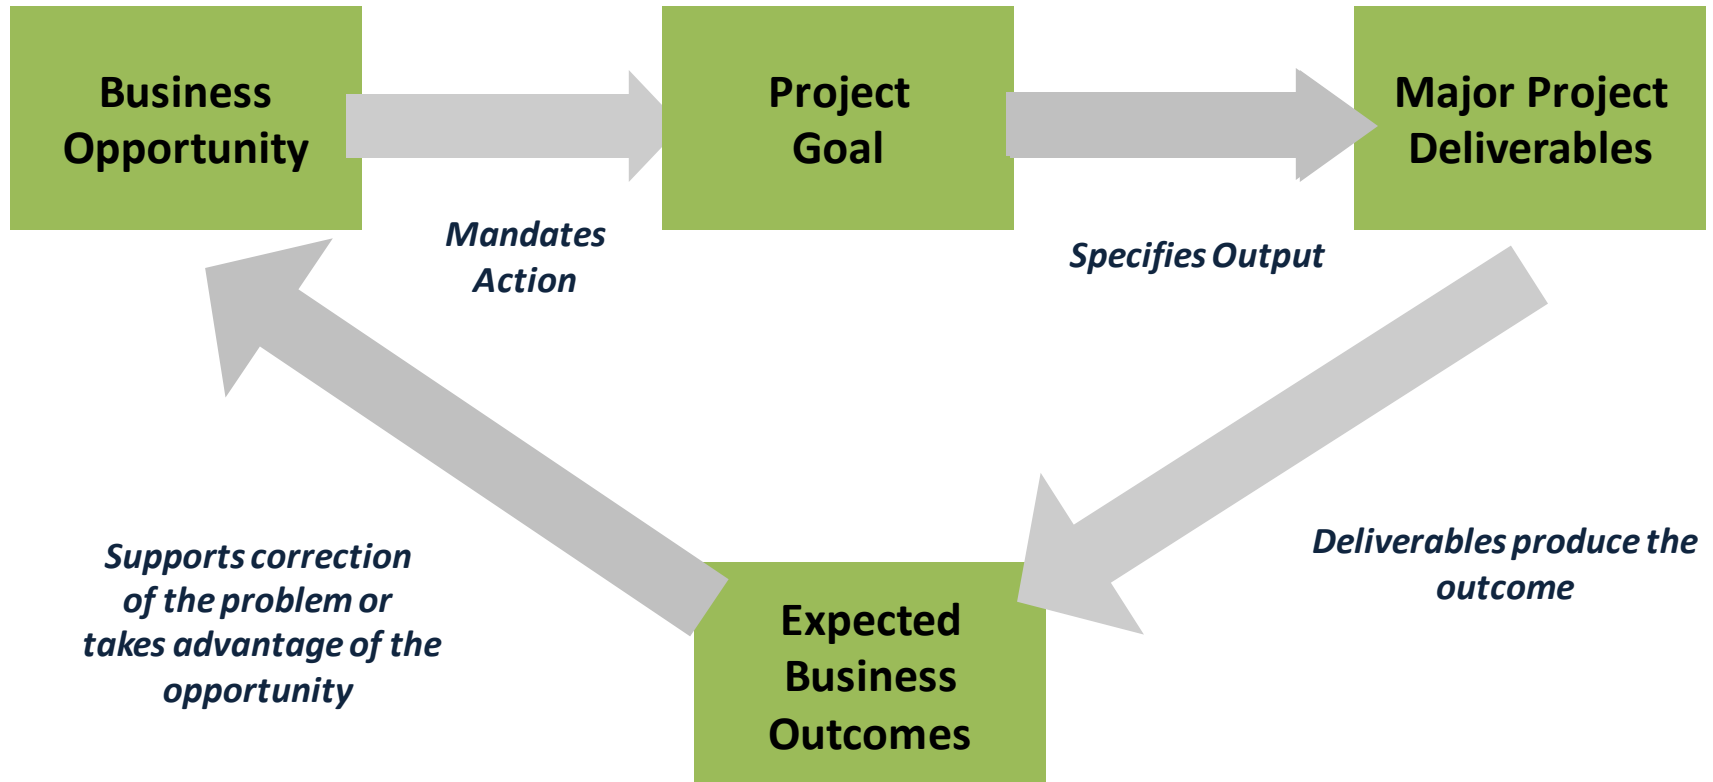 Business
Opportunity
Project
Goal
Major Project
Deliverables
Mandates
Action
Specifies Output
Supports correction
of the problem or
takes advantage of the
opportunity
Deliverables produce the
outcome
Expected
Business
Outcomes